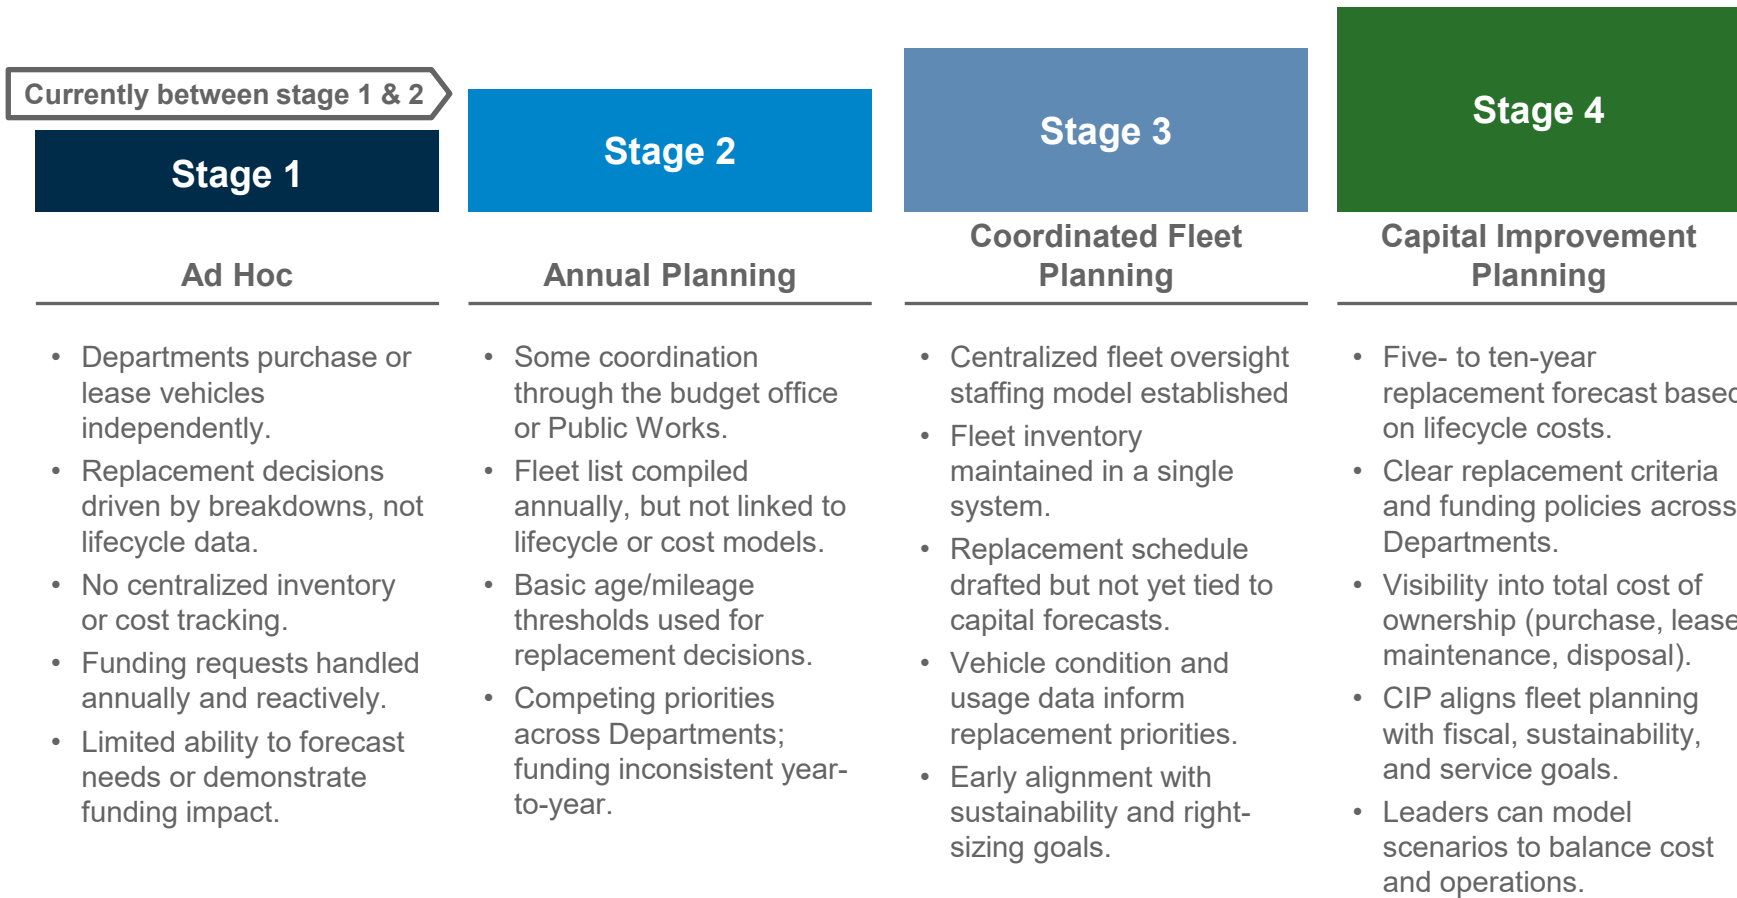 Currently between stage 1 & 2
Stage 1
Ad Hoc
• Departments purchase or
lease vehicles
independently.
• Replacement decisions
driven by breakdowns, not
lifecycle data.
• No centralized inventory
or cost tracking.
• Funding requests handled
annually and reactively.
• Limited ability to forecast
needs or demonstrate
funding impact.
Stage 2
Annual Planning
• Some coordination
through the budget office
or Public Works.
• Fleet list compiled
annually, but not linked to
lifecycle or cost models.
• Basic age/mileage
thresholds used for
replacement decisions.
• Competing priorities
across Departments;
funding inconsistent year-
to-year.
Stage 3
Coordinated Fleet
Planning
• Centralized fleet oversight
staffing model established
• Fleet inventory
maintained in a single
system.
• Replacement schedule
drafted but not yet tied to
capital forecasts.
• Vehicle condition and
usage data inform
replacement priorities.
• Early alignment with
sustainability and right-
sizing goals.
Stage 4
Capital Improvement
Planning
• Five- to ten-year
replacement forecast based
on lifecycle costs.
• Clear replacement criteria
and funding policies across
Departments.
• Visibility into total cost of
ownership (purchase, lease
maintenance, disposal).
• CIP aligns fleet planning
with fiscal, sustainability,
and service goals.
• Leaders can model
scenarios to balance cost
and operations.